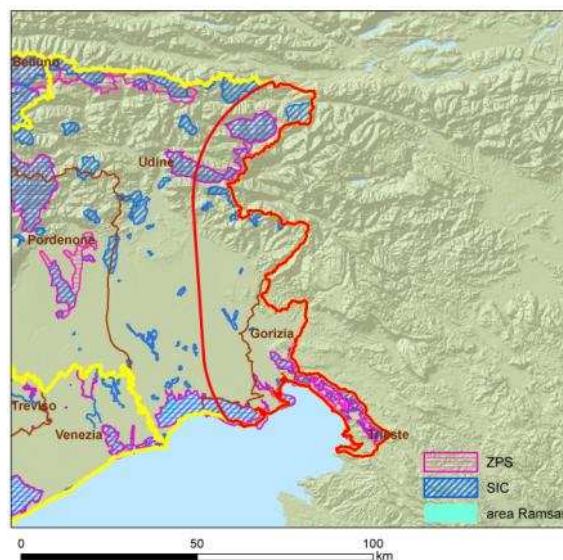 Belluno
Udine
Pordenone
Gorizia
Treviso
Venezia
Trieste
ZPS
SIC
area Ramsar
0 50 100
km